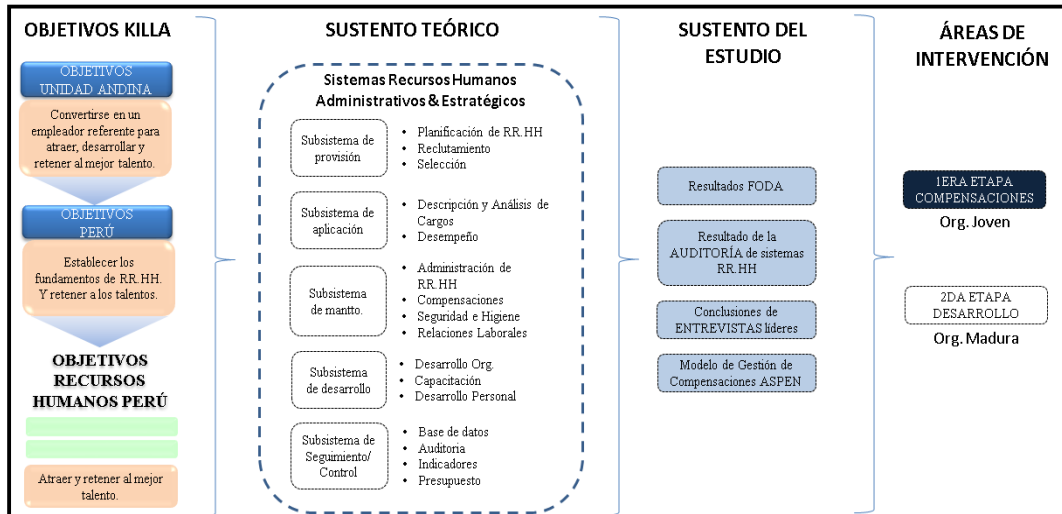 OBJETIVOS KILLA
OBJETIVOS
UNIDAD ANDINA
Convertirse en un
empleador referente para
atraer, desarrollar y
retener al mejor talento.
OBJETIVOS
PERÚ
Establecer los
fundamentos de RR.HH.
Y retener a los talentos.
OBJETIVOS
RECURSOS
HUMANOS PERÚ
Atraer y retener al mejor
talento.
SUSTENTO TEÓRICO
Sistemas Recursos Humanos
Administrativos & Estratégicos
Subsistema de
provisión
• Planificación de RR.HH
• Reclutamiento
• Selección
Subsistema de
aplicación
• Descripción y Análisis de
Cargos
• Desempeño
Subsistema
de mantto.
• Administración de
RR.HH
• Compensaciones
• Seguridad e Higiene
• Relaciones Laborales
Subsistema
de desarrollo
• Desarrollo Org.
• Capacitación
• Desarrollo Personal
Subsistema de
Seguimiento/
Control
• Base de datos
• Auditoria
• Indicadores
• Presupuesto
SUSTENTO DEL
ESTUDIO
Resultados FODA
Resultado de la
AUDITORÍA de sistemas
RR.HH
Conclusiones de
ENTREVISTAS líderes
Modelo de Gestión de
Compensaciones ASPEN
ÁREAS DE
INTERVENCIÓN
1ERA ETAPA
COMPENSACIONES
Org. Joven
2DA ETAPA
DESARROLLO
Org. Madura